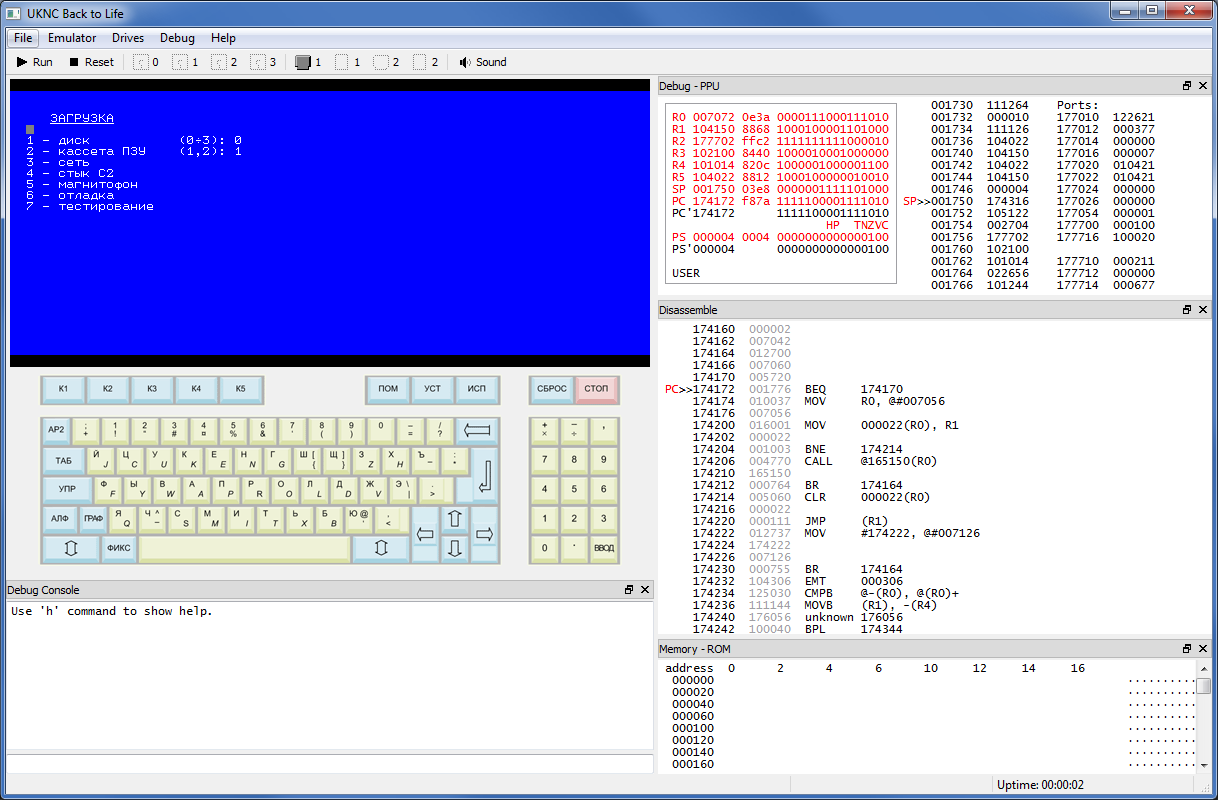 UKNC Back to Life
File Emulator Drives Debug Help
Run Reset 0 1 2 3 1 1 2 2 Sound
ЗАГРУЗКА
1 - диск (0÷3): 0
2 - кассета ПЗУ (1,2): 1
3 - сеть
4 - стык С2
5 - магнитофон
6 - отладка
7 - тестирование
К1 К2 К3 К4 К5 ПОМ УСТ ИСП СБРОС СТОП
АР2 ; + 1 ! 2 " 3 # 4 ¤ 5 % 6 & 7 ' 8 ( 9 ) 0 - = / ? + × − ÷ ,
ТАБ Й J Ц C У U К K Е E Н N Г G Ш [ { Щ ] } З Z Х H Ъ : * 7 8 9
УПР Ф F Ы Y В W А A П P Р R О O Л L Д D Ж V Э \ | . > 4 5 6
АЛФ ГРАФ Я Q Ч ^ ¬ С S М M И I Т T Ь X Б B Ю @ , < 1 2 3
ФИКС 0 . ВВОД
Debug Console
Use 'h' command to show help.
Debug - PPU
R0 007072 0e3a 0000111000111010
R1 104150 8868 1000100001101000
R2 177702 ffc2 1111111111000010
R3 102100 8440 1000010001000000
R4 101014 820c 1000001000001100
R5 104022 8812 1000100000010010
SP 001750 03e8 0000001111101000
PC 174172 f87a 1111100001111010
PC'174172 1111100001111010
HP TNZVC
PS 000004 0004 0000000000000100
PS'000004 0000000000000100
USER
001730 111264
001732 000010
001734 111126
001736 104022
001740 104150
001742 104022
001744 104150
001746 000004
SP>>001750 174316
001752 105122
001754 002704
001756 177702
001760 102100
001762 101014
001764 022656
001766 101244
Ports:
177010 122621
177012 000377
177014 000000
177016 000007
177020 010421
177022 010421
177024 000000
177026 000000
177054 000001
177700 000100
177716 100020
177710 000211
177712 000000
177714 000677
Disassemble
174160 000002
174162 007042
174164 012700
174166 007060
174170 005720
PC>>174172 001776 BEQ 174170
174174 010037 MOV R0, @#007056
174176 007056
174200 016001 MOV 000022(R0), R1
174202 000022
174204 001003 BNE 174214
174206 004770 CALL @165150(R0)
174210 165150
174212 000764 BR 174164
174214 005060 CLR 000022(R0)
174216 000022
174220 000111 JMP (R1)
174222 012737 MOV #174222, @#007126
174224 174222
174226 007126
174230 000755 BR 174164
174232 104306 EMT 000306
174234 125030 CMPB @-(R0), @(R0)+
174236 111144 MOVB (R1), -(R4)
174240 176056 unknown 176056
174242 100040 BPL 174344
Memory - ROM
address 0 2 4 6 10 12 14 16
000000 ..........
000020 ..........
000040 ..........
000060 ..........
000100 ..........
000120 ..........
000140 ..........
000160 ..........
Uptime: 00:00:02